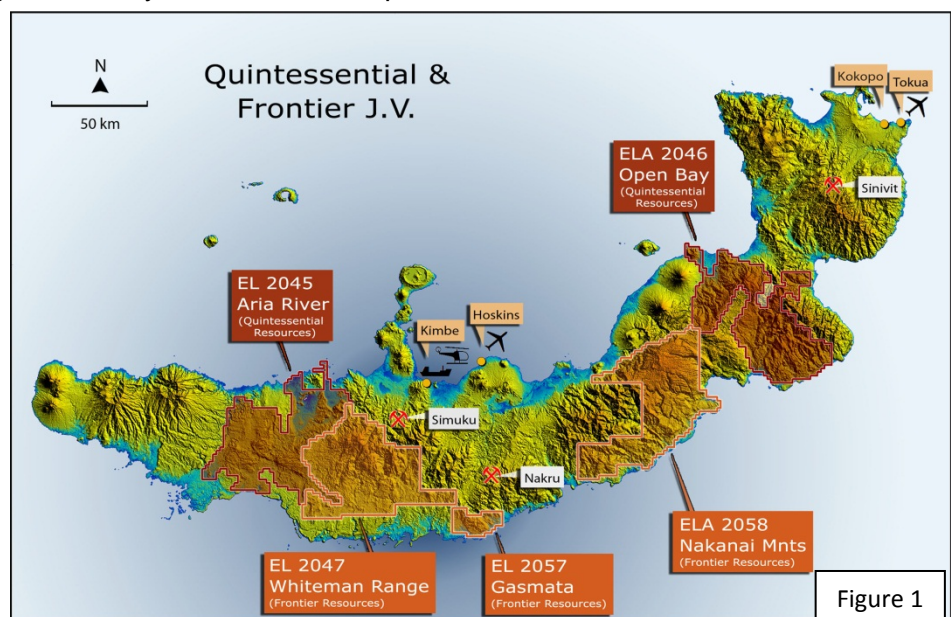 Quintessential &
Frontier J.V.
N
50 km
Kokopo
Tokua
ELA 2046
Open Bay
(Quintessential
Resources)
Sinivit
EL 2045
Aria River
(Quintessential
Resources)
Kimbe
Hoskins
Simuku
Nakru
EL 2047
Whiteman Range
(Frontier Resources)
EL 2057
Gasmata
(Frontier Resources)
ELA 2058
Nakanai Mnts
(Frontier Resources)
Figure 1